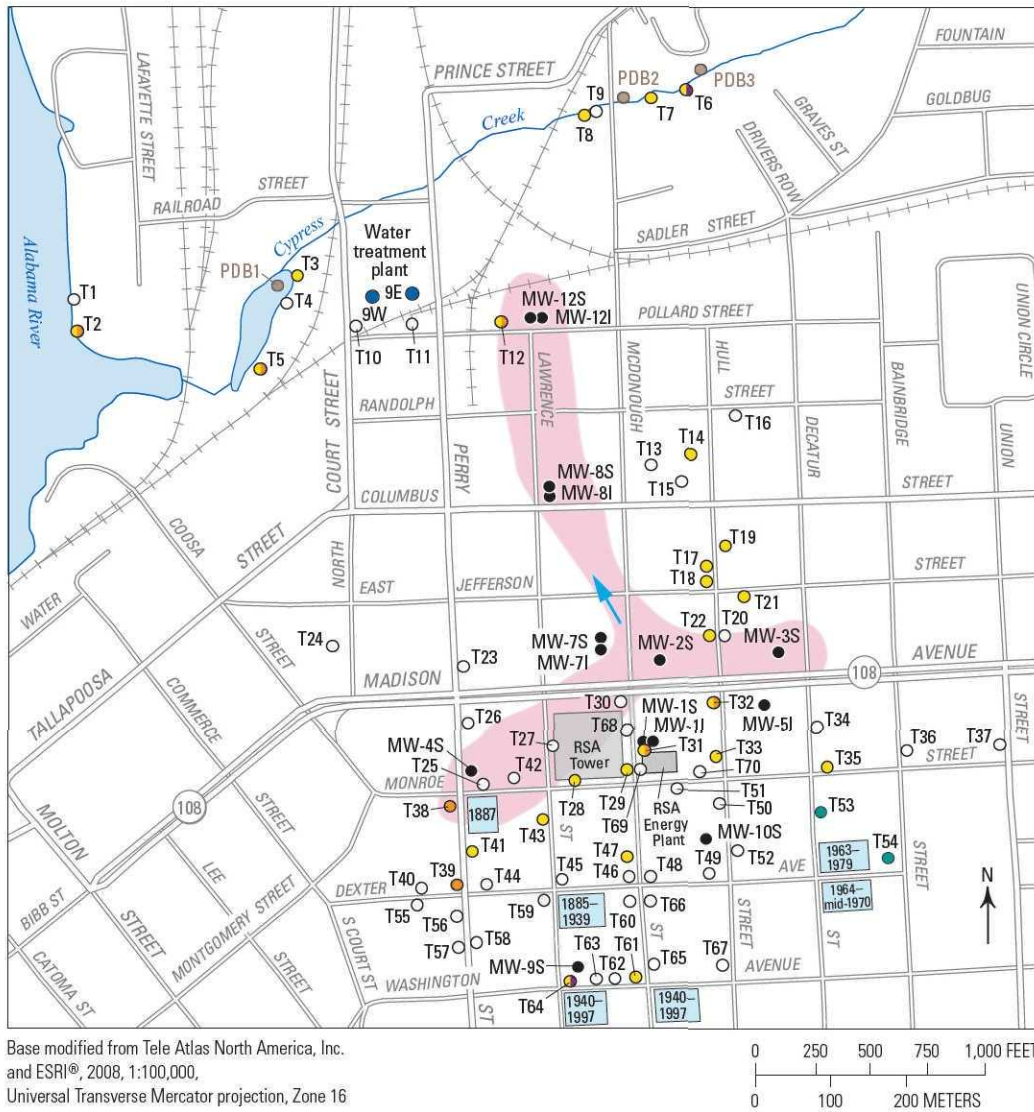 FOUNTAIN
PRINCE STREET
LAFAYETTE STREET
PDB2
PDB3
T9
T7
T6
T8
Creek
GOLDBUG
GRAVES ST
DRIVERS ROW
STREET
RAILROAD
SADLER STREET
Alabama River
Cypress
Water
treatment
plant
PDB1
T3
T4
9E
9W
T1
T2
T5
T10
T11
T12
MW-12S
MW-12I
POLLARD STREET
UNION CIRCLE
COURT STREET
LAWRENCE
MCDONOUGH
HULL
BAINBRIDGE
RANDOLPH
STREET
T16
PERRY
DECATUR
UNION
T13
T14
T15
MW-8S
MW-8I
COLUMBUS
STREET
COOSA
STREET
NORTH
T19
T17
T18
EAST
JEFFERSON
STREET
WATER
T21
T22
T20
MW-3S
T24
MW-7S
MW-7I
MW-2S
STREET
T23
MADISON
AVENUE
108
TALLAPOOSA
COMMERCE
T30
MW-1S
MW-1I
T32
T26
T68
MW-5I
T34
T27
RSA
Tower
T31
T36
T37
STREET
MW-4S
T33
STREET
T25
T42
T35
MONROE
T70
108
T38
1887
T28
T29
T51
T50
T53
MOLTON
T43
ST
T69
RSA
Energy
Plant
MW-10S
T54
T41
T47
T52
1963–
1979
STREET
LEE
T39
T46
T48
T49
AVE
T40
T44
T45
DEXTER
BIBB ST
MONTGOMERY STREET
T55
T56
T59
1885–
1939
T60
T66
1964–
mid-1970
N
STREET
S COURT ST
T57
T58
T63
T61
T65
T67
STREET
ST
CATOMA ST
STREET
MW-9S
T62
ST
AVENUE
WASHINGTON
T64
ST
1940–
1997
1940–
1997
Base modified from Tele Atlas North America, Inc.
and ESRI®, 2008, 1:100,000,
Universal Transverse Mercator projection, Zone 16
0 250 500 750 1,000 FEET
0 100 200 METERS